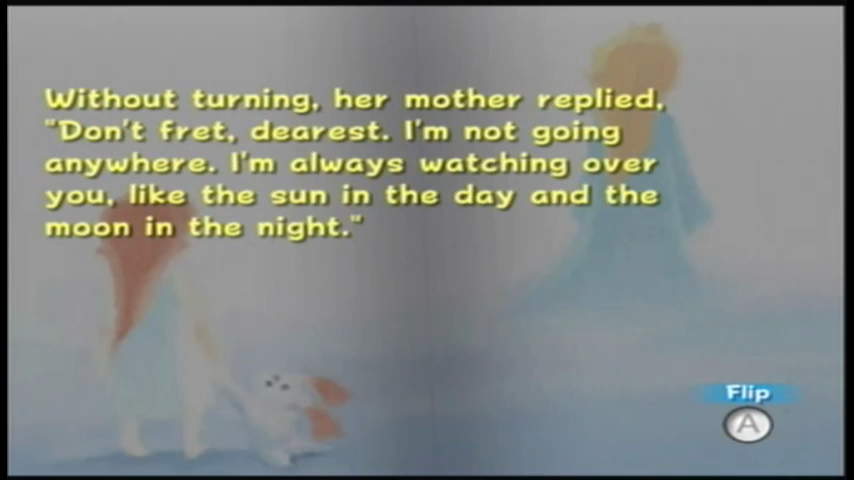 Without turning, her mother replied,
"Don't fret, dearest. I'm not going
anywhere. I'm always watching over
you, like the sun in the day and the
moon in the night."
Flip
A